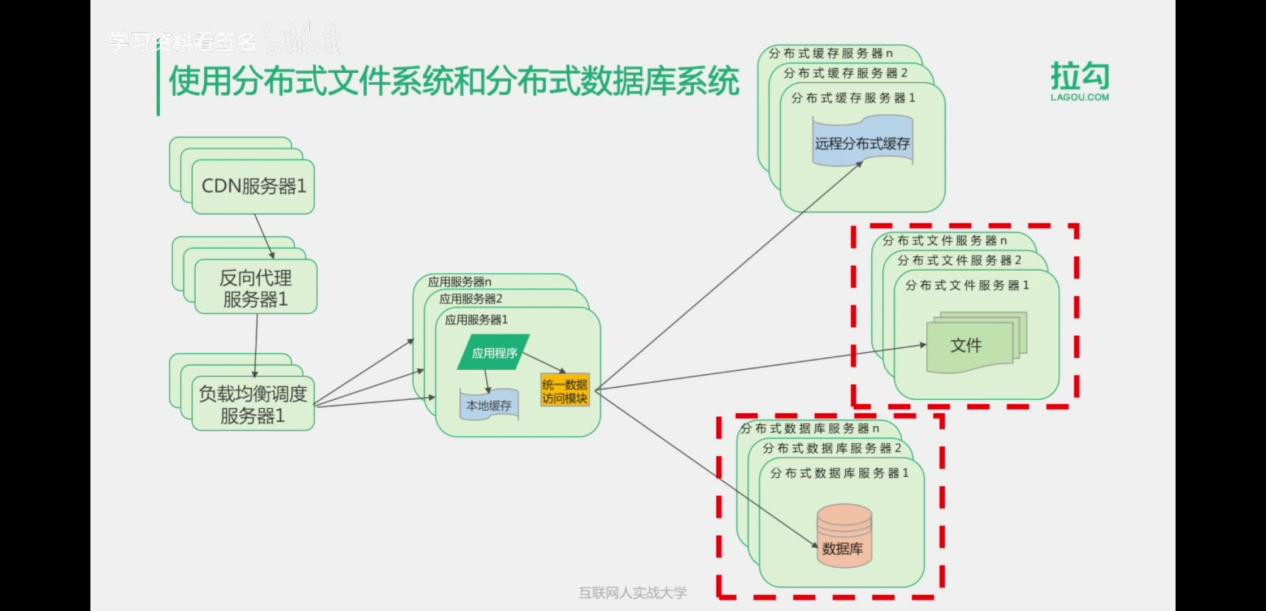 学习资料看签名
使用分布式文件系统和分布式数据库系统
拉勾
LAGOU.COM
CDN服务器1
反向代理
服务器1
负载均衡调度
服务器1
应用服务器n
应用服务器2
应用服务器1
应用程序
本地缓存
统一数据
访问模块
分布式缓存服务器n
分布式缓存服务器2
分布式缓存服务器1
远程分布式缓存
分布式文件服务器n
分布式文件服务器2
分布式文件服务器1
文件
分布式数据库服务器n
分布式数据库服务器2
分布式数据库服务器1
数据库
互联网人实战大学